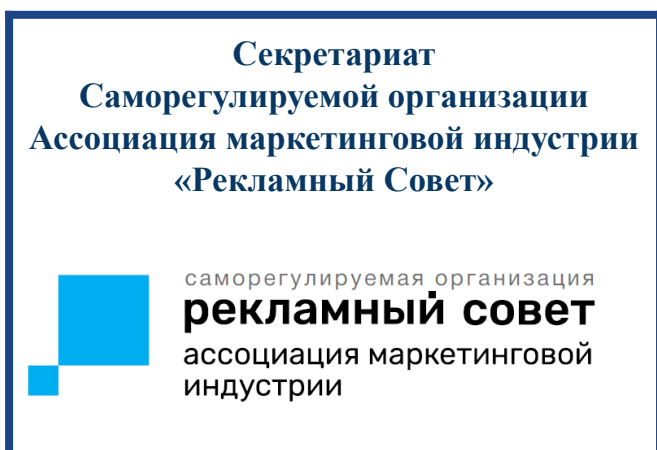 Секретариат
Саморегулируемой организации
Ассоциация маркетинговой индустрии
«Рекламный Совет»
саморегулируемая организация
рекламный совет
ассоциация маркетинговой
индустрии